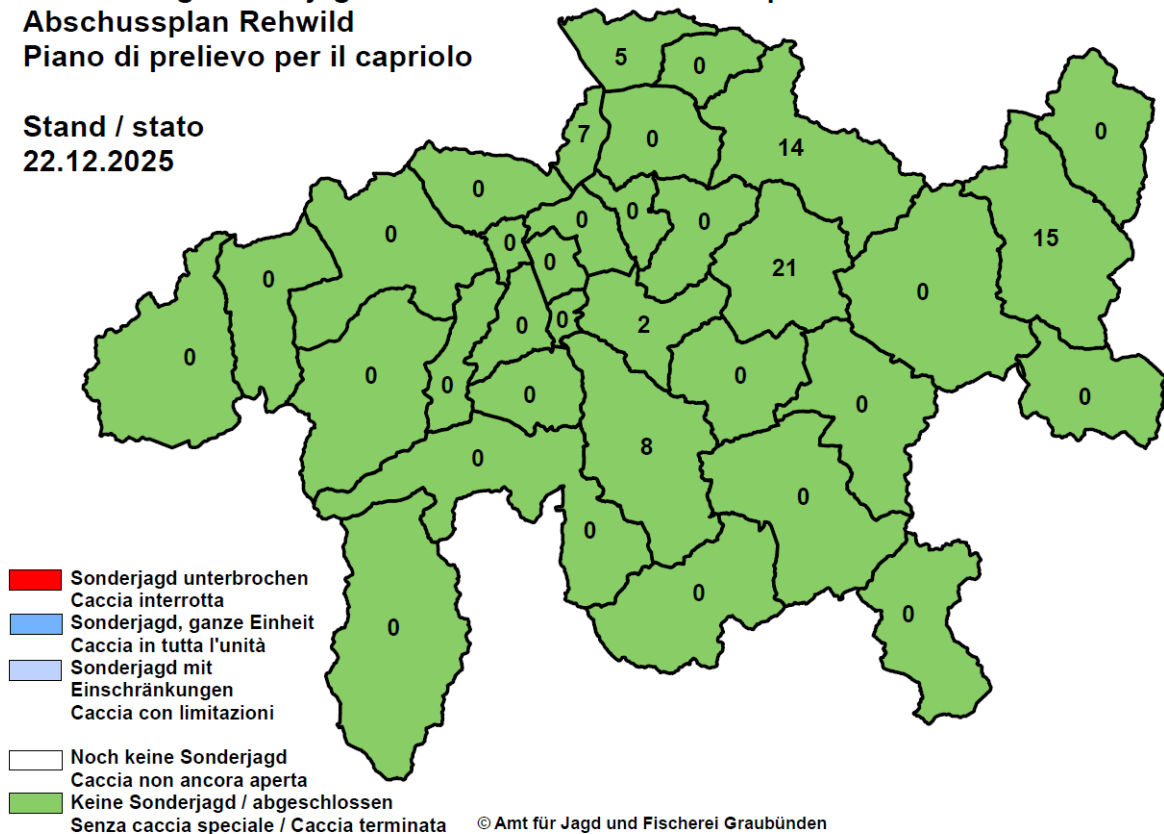 Abschussplan Rehwild
Piano di prelievo per il capriolo
Stand / stato
22.12.2025
5
0
7
0
14
0
0
0
0
0
0
15
0
0
0
21
0
0
0
0
2
0
0
0
0
0
0
0
8
0
0
0
0
0
0
Sonderjagd unterbrochen
Caccia interrotta
Sonderjagd, ganze Einheit
Caccia in tutta l'unità
Sonderjagd mit
Einschränkungen
Caccia con limitazioni
Noch keine Sonderjagd
Caccia non ancora aperta
Keine Sonderjagd / abgeschlossen
Senza caccia speciale / Caccia terminata
© Amt für Jagd und Fischerei Graubünden